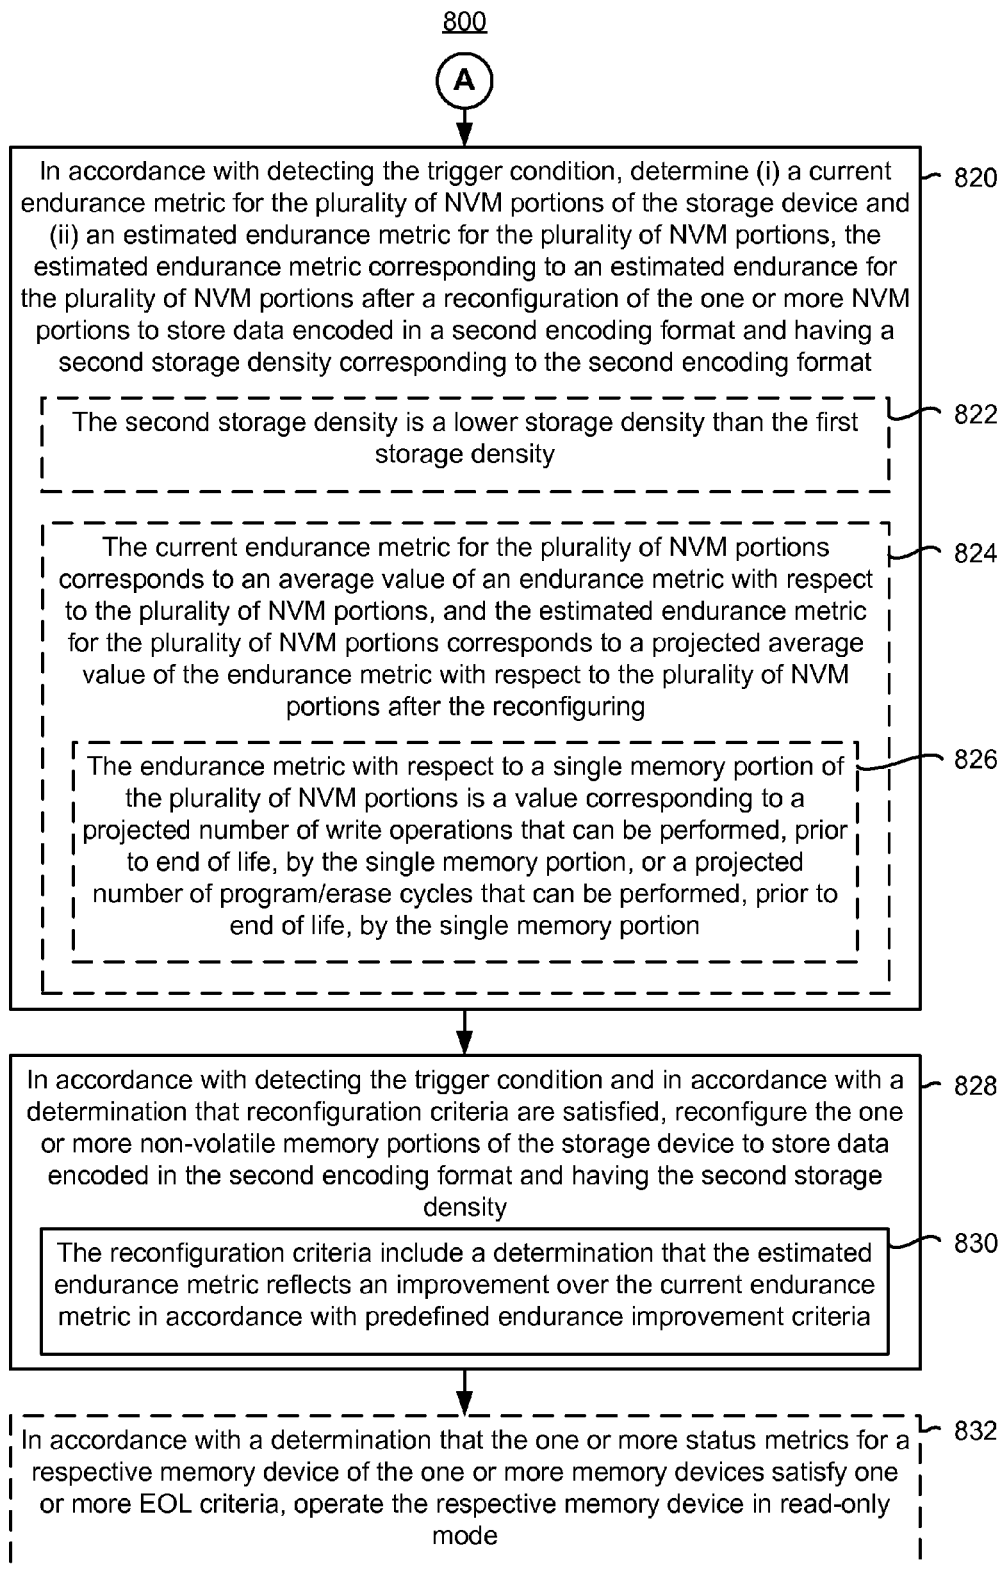 800
A
In accordance with detecting the trigger condition, determine (i) a current
endurance metric for the plurality of NVM portions of the storage device and
(ii) an estimated endurance metric for the plurality of NVM portions, the
estimated endurance metric corresponding to an estimated endurance for
the plurality of NVM portions after a reconfiguration of the one or more NVM
portions to store data encoded in a second encoding format and having a
second storage density corresponding to the second encoding format
820
The second storage density is a lower storage density than the first
storage density
822
The current endurance metric for the plurality of NVM portions
corresponds to an average value of an endurance metric with respect
to the plurality of NVM portions, and the estimated endurance metric
for the plurality of NVM portions corresponds to a projected average
value of the endurance metric with respect to the plurality of NVM
portions after the reconfiguring
824
The endurance metric with respect to a single memory portion of
the plurality of NVM portions is a value corresponding to a
projected number of write operations that can be performed, prior
to end of life, by the single memory portion, or a projected
number of program/erase cycles that can be performed, prior to
end of life, by the single memory portion
826
In accordance with detecting the trigger condition and in accordance with a
determination that reconfiguration criteria are satisfied, reconfigure the one
or more non-volatile memory portions of the storage device to store data
encoded in the second encoding format and having the second storage
density
828
The reconfiguration criteria include a determination that the estimated
endurance metric reflects an improvement over the current endurance
metric in accordance with predefined endurance improvement criteria
830
In accordance with a determination that the one or more status metrics for a
respective memory device of the one or more memory devices satisfy one
or more EOL criteria, operate the respective memory device in read-only
mode
832